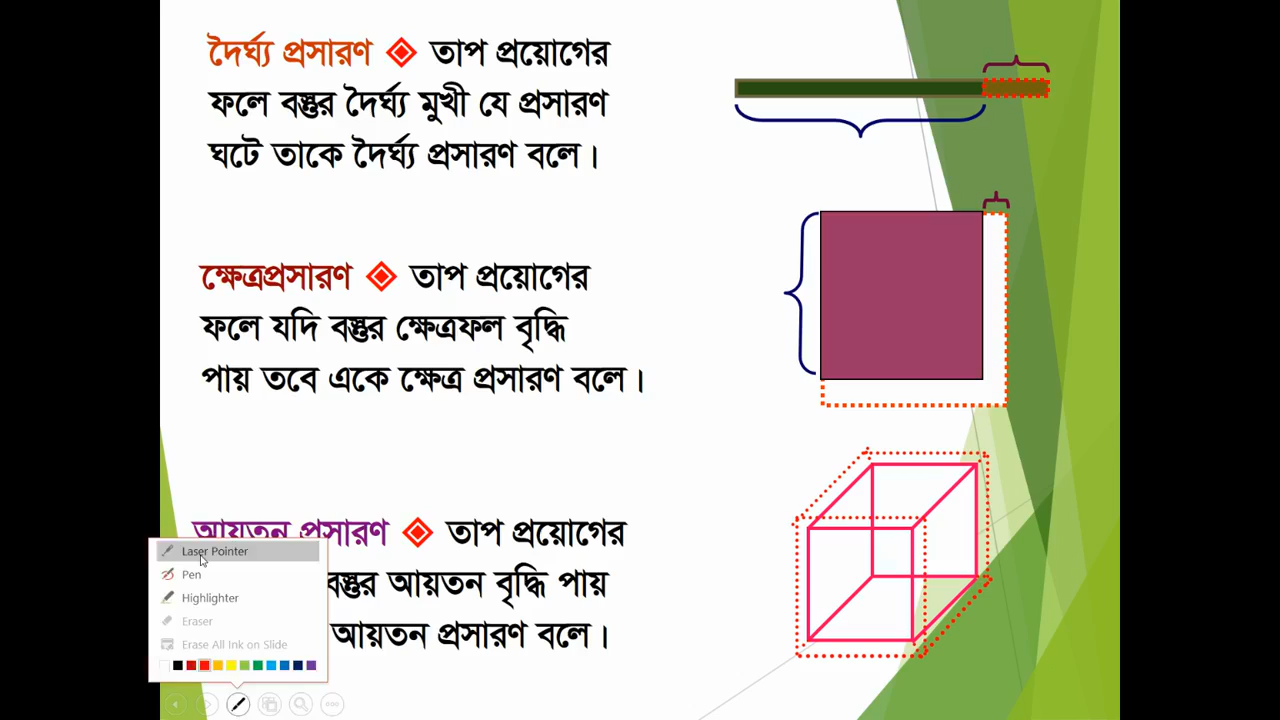 দৈর্ঘ্য প্রসারণ ◈ তাপ প্রয়োগের
ফলে বস্তুর দৈর্ঘ্য মুখী যে প্রসারণ
ঘটে তাকে দৈর্ঘ্য প্রসারণ বলে।
ক্ষেত্রপ্রসারণ ◈ তাপ প্রয়োগের
ফলে যদি বস্তুর ক্ষেত্রফল বৃদ্ধি
পায় তবে একে ক্ষেত্র প্রসারণ বলে।
আয়তন প্রসারণ ◈ তাপ প্রয়োগের
বস্তুর আয়তন বৃদ্ধি পায়
আয়তন প্রসারণ বলে।
Laser Pointer
Pen
Highlighter
Eraser
Erase All Ink on Slide